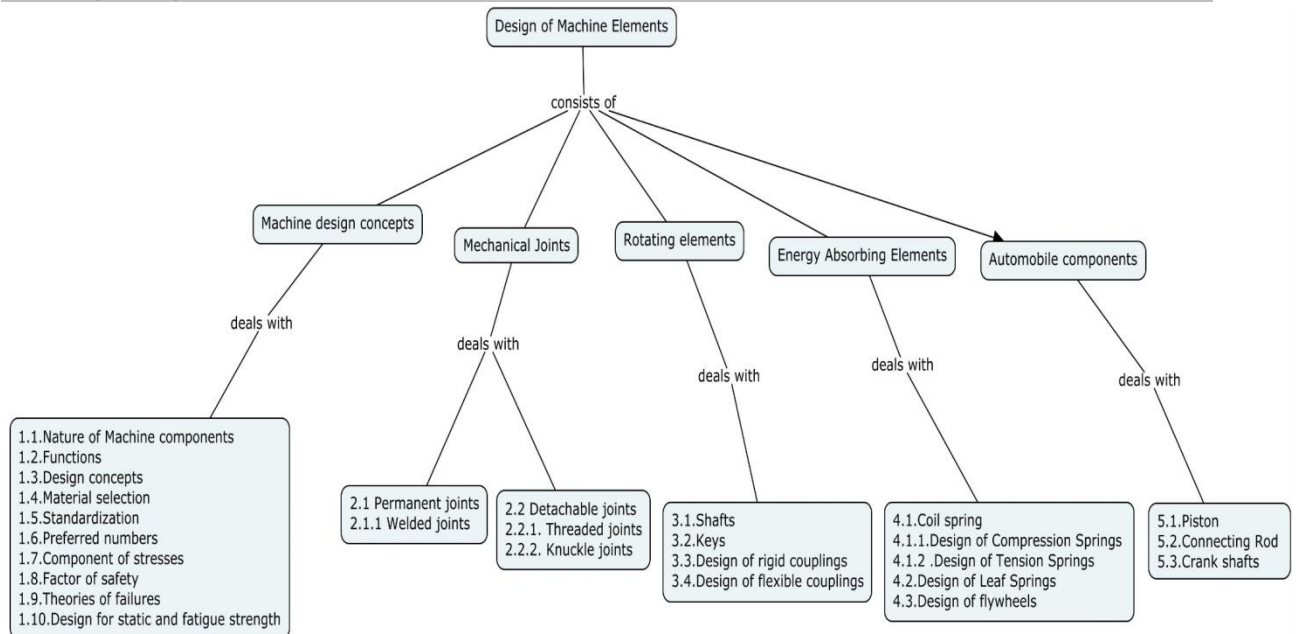 Design of Machine Elements
consists of
Machine design concepts
Mechanical Joints
Rotating elements
Energy Absorbing Elements
Automobile components
deals with
deals with
deals with
deals with
deals with
1.1.Nature of Machine components
1.2.Functions
1.3.Design concepts
1.4.Material selection
1.5.Standardization
1.6.Preferred numbers
1.7.Component of stresses
1.8.Factor of safety
1.9.Theories of failures
1.10.Design for static and fatigue strength
2.1 Permanent joints
2.1.1 Welded joints
2.2 Detachable joints
2.2.1. Threaded joints
2.2.2. Knuckle joints
3.1.Shafts
3.2.Keys
3.3.Design of rigid couplings
3.4.Design of flexible couplings
4.1.Coil spring
4.1.1.Design of Compression Springs
4.1.2 .Design of Tension Springs
4.2.Design of Leaf Springs
4.3.Design of flywheels
5.1.Piston
5.2.Connecting Rod
5.3.Crank shafts